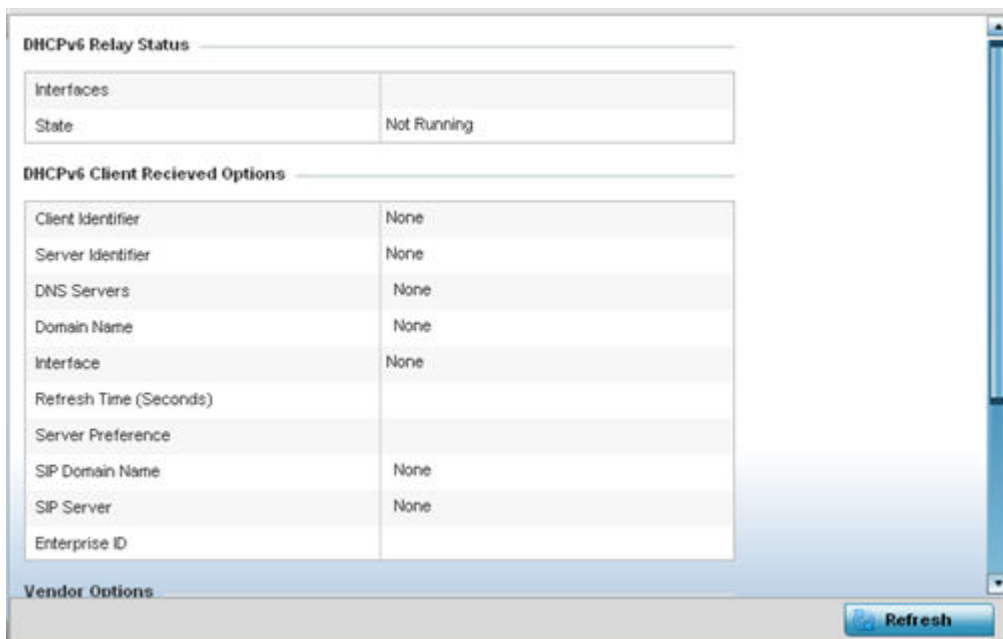 DHCPv6 Relay Status
Interfaces
State Not Running
DHCPv6 Client Recieved Options
Client Identifier None
Server Identifier None
DNS Servers None
Domain Name None
Interface None
Refresh Time (Seconds)
Server Preference
SIP Domain Name None
SIP Server None
Enterprise ID
Vendor Options
Refresh